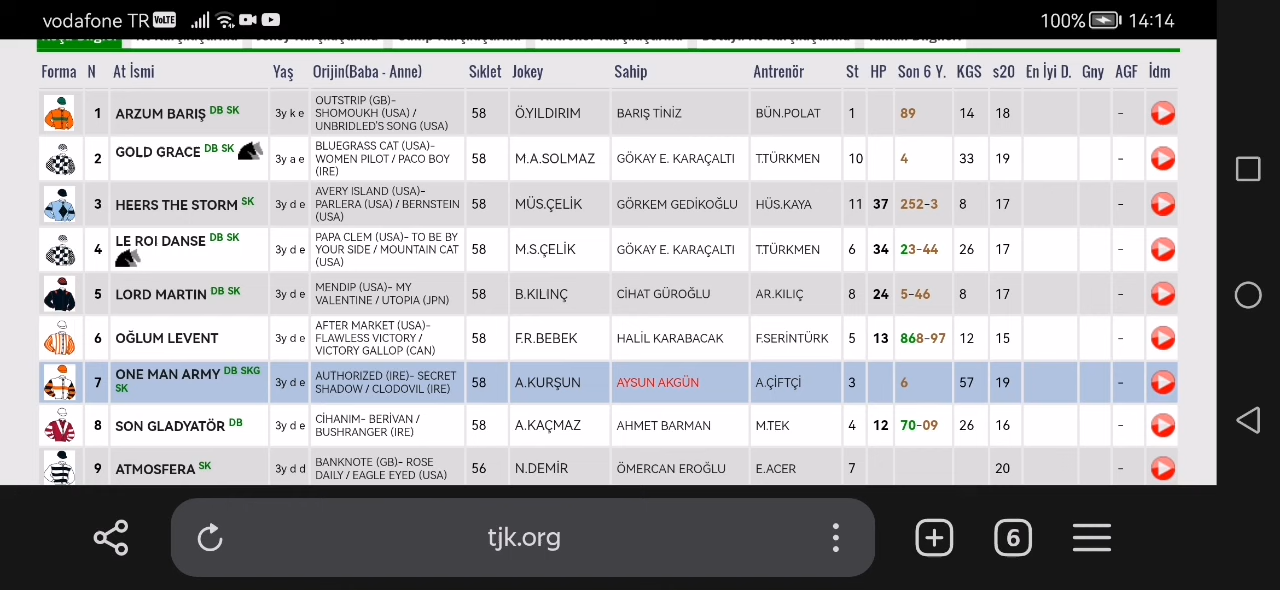 vodafone TR VoLTE 100% 14:14
Forma N At İsmi Yaş Orijin(Baba - Anne) Sıklet Jokey Sahip Antrenör St HP Son 6 Y. KGS s20 En İyi D. Gny AGF İdm
1 ARZUM BARIŞ DB SK 3y k e OUTSTRIP (GB)- SHOMOUKH (USA) / UNBRIDLED'S SONG (USA) 58 Ö.YILDIRIM BARIŞ TİNİZ BÜN.POLAT 1 89 14 18 -
2 GOLD GRACE DB SK 3y a e BLUEGRASS CAT (USA)- WOMEN PILOT / PACO BOY (IRE) 58 M.A.SOLMAZ GÖKAY E. KARAÇALTI T.TÜRKMEN 10 4 33 19 -
3 HEERS THE STORM SK 3y d e AVERY ISLAND (USA)- PARLERA (USA) / BERNSTEIN (USA) 58 MÜS.ÇELİK GÖRKEM GEDİKOĞLU HÜS.KAYA 11 37 252-3 8 17 -
4 LE ROI DANSE DB SK 3y d e PAPA CLEM (USA)- TO BE BY YOUR SIDE / MOUNTAIN CAT (USA) 58 M.S.ÇELİK GÖKAY E. KARAÇALTI T.TÜRKMEN 6 34 23-44 26 17 -
5 LORD MARTIN DB SK 3y d e MENDIP (USA)- MY VALENTINE / UTOPIA (JPN) 58 B.KILINÇ CİHAT GÜROĞLU AR.KILIÇ 8 24 5-46 8 17 -
6 OĞLUM LEVENT 3y d e AFTER MARKET (USA)- FLAWLESS VICTORY / VICTORY GALLOP (CAN) 58 F.R.BEBEK HALİL KARABACAK F.SERİNTÜRK 5 13 868-97 12 15 -
7 ONE MAN ARMY DB SKG SK 3y d e AUTHORIZED (IRE)- SECRET SHADOW / CLODOVIL (IRE) 58 A.KURŞUN AYSUN AKGÜN A.ÇİFTÇİ 3 6 57 19 -
8 SON GLADYATÖR DB 3y d e CİHANIM- BERİVAN / BUSHRANGER (IRE) 58 A.KAÇMAZ AHMET BARMAN M.TEK 4 12 70-09 26 16 -
9 ATMOSFERA SK 3y d d BANKNOTE (GB)- ROSE DAILY / EAGLE EYED (USA) 56 N.DEMİR ÖMERCAN EROĞLU E.ACER 7 20 -
tjk.org 6